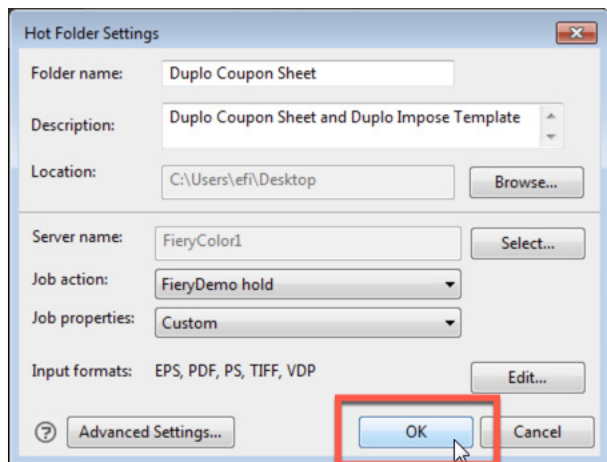 Hot Folder Settings
Folder name: Duplo Coupon Sheet
Description: Duplo Coupon Sheet and Duplo Impose Template
Location: C:\Users\efi\Desktop Browse...
Server name: FieryColor1 Select...
Job action: FieryDemo hold
Job properties: Custom
Input formats: EPS, PDF, PS, TIFF, VDP Edit...
? Advanced Settings... OK Cancel